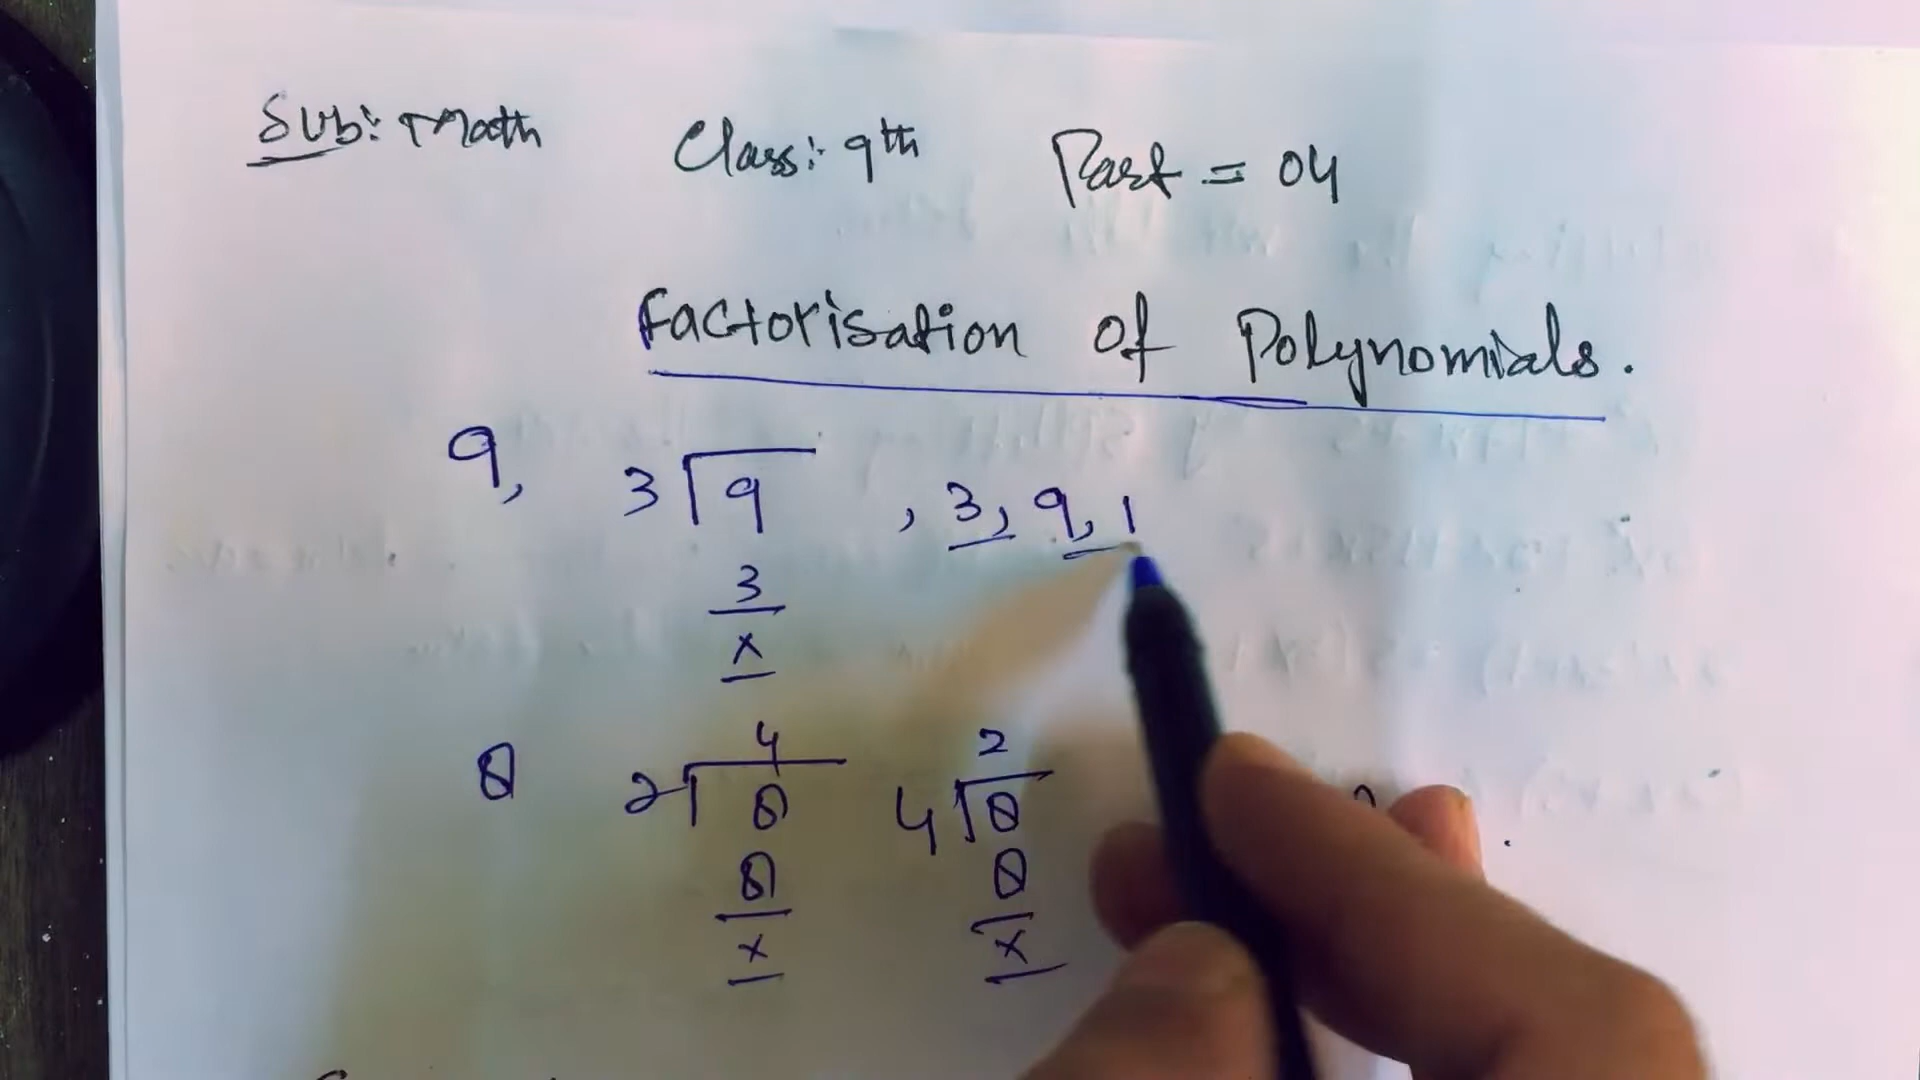 Sub: Math Class:- 9th Part = 04
Factorisation of Polynomials.
9, 3 9 , 3, 9, 1
3
x
4 2
8 2 8 4 8
8 8
x x